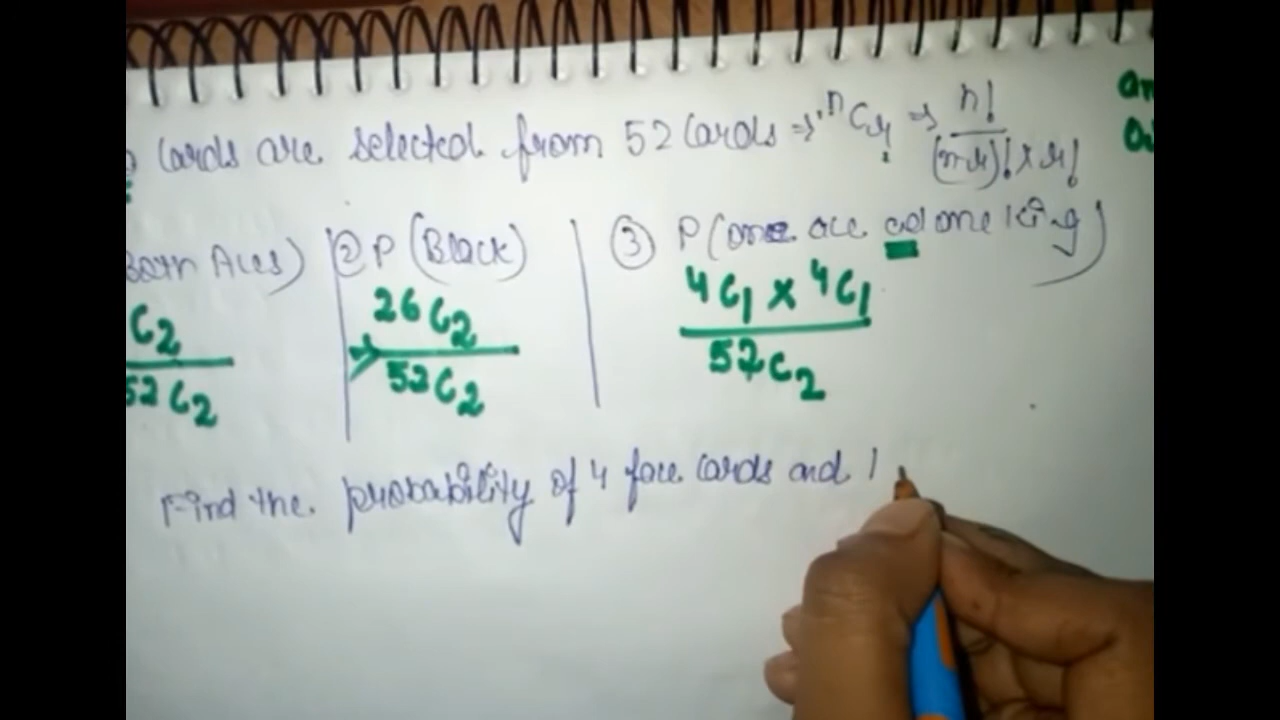 cards are selected from 52 Cards ⇒ nCr ⇒ n! / (n-r)! × r!
Both Aces) ② P (Black) ③ P (one ace and one king)
C2 / 52C2 → 26C2 / 52C2 4C1 × 4C1 / 52C2
Find the probability of 4 face cards and 1